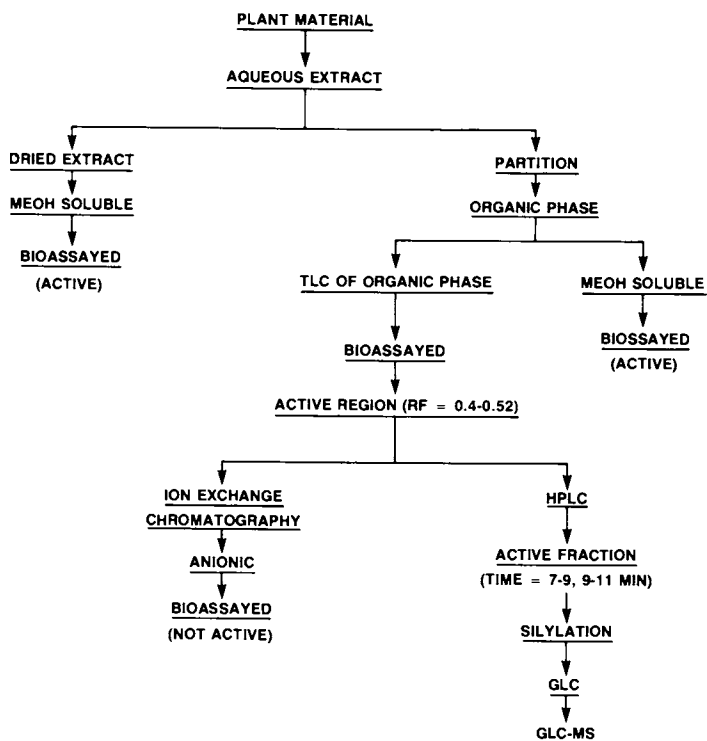 PLANT MATERIAL
AQUEOUS EXTRACT
DRIED EXTRACT
MEOH SOLUBLE
BIOASSAYED
(ACTIVE)
PARTITION
ORGANIC PHASE
TLC OF ORGANIC PHASE
MEOH SOLUBLE
BIOSSAYED
(ACTIVE)
BIOASSAYED
ACTIVE REGION (RF = 0.4-0.52)
ION EXCHANGE
CHROMATOGRAPHY
ANIONIC
BIOASSAYED
(NOT ACTIVE)
HPLC
ACTIVE FRACTION
(TIME = 7-9, 9-11 MIN)
SILYLATION
GLC
GLC-MS